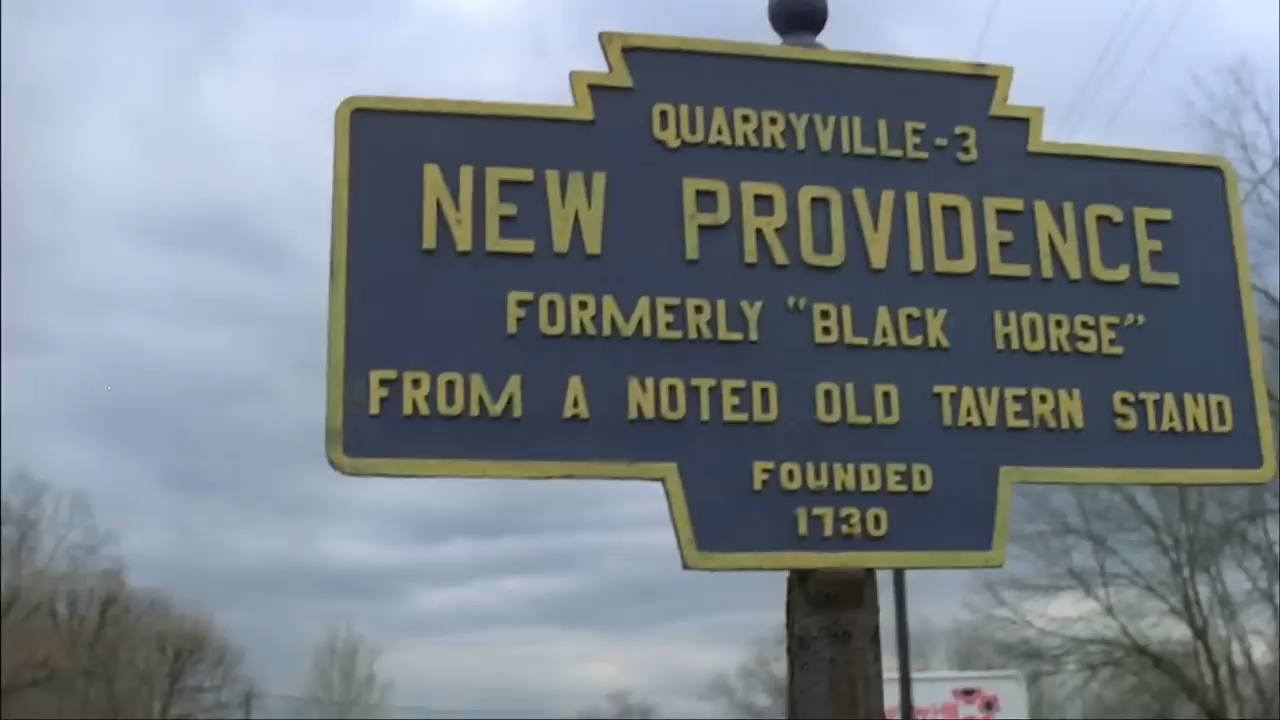 QUARRYVILLE-3
NEW PROVIDENCE
FORMERLY "BLACK HORSE"
FROM A NOTED OLD TAVERN STAND
FOUNDED
1730